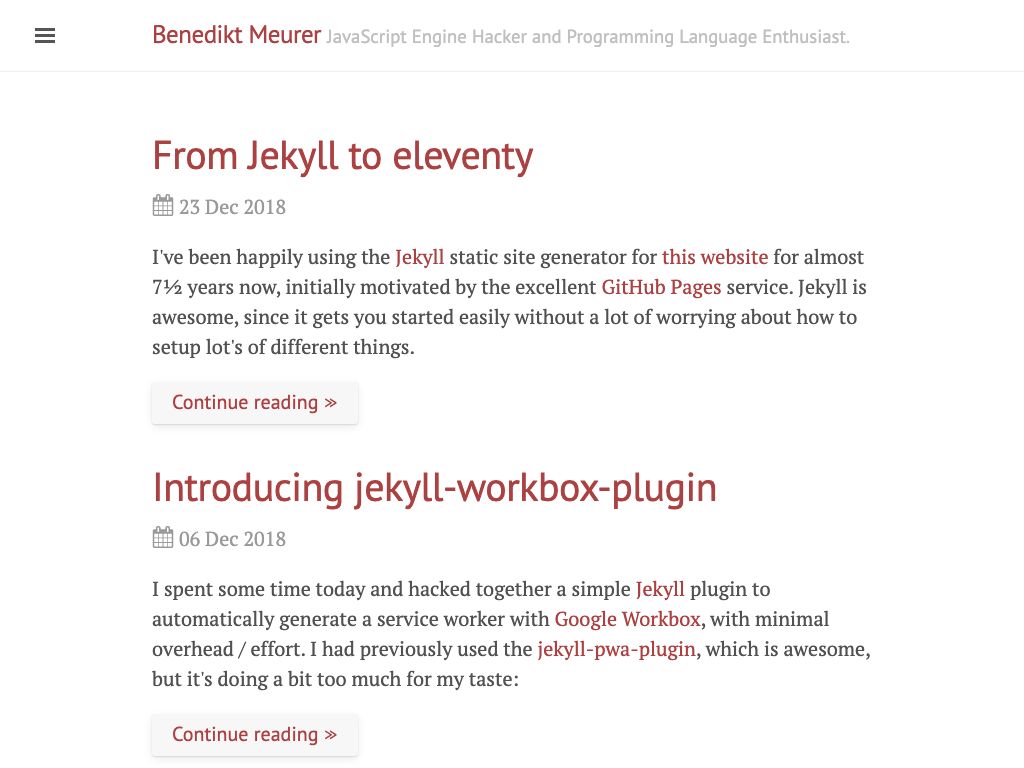 Benedikt Meurer JavaScript Engine Hacker and Programming Language Enthusiast.
From Jekyll to eleventy
23 Dec 2018
I've been happily using the Jekyll static site generator for this website for almost
7½ years now, initially motivated by the excellent GitHub Pages service. Jekyll is
awesome, since it gets you started easily without a lot of worrying about how to
setup lot's of different things.
Continue reading »
Introducing jekyll-workbox-plugin
06 Dec 2018
I spent some time today and hacked together a simple Jekyll plugin to
automatically generate a service worker with Google Workbox, with minimal
overhead / effort. I had previously used the jekyll-pwa-plugin, which is awesome,
but it's doing a bit too much for my taste:
Continue reading »